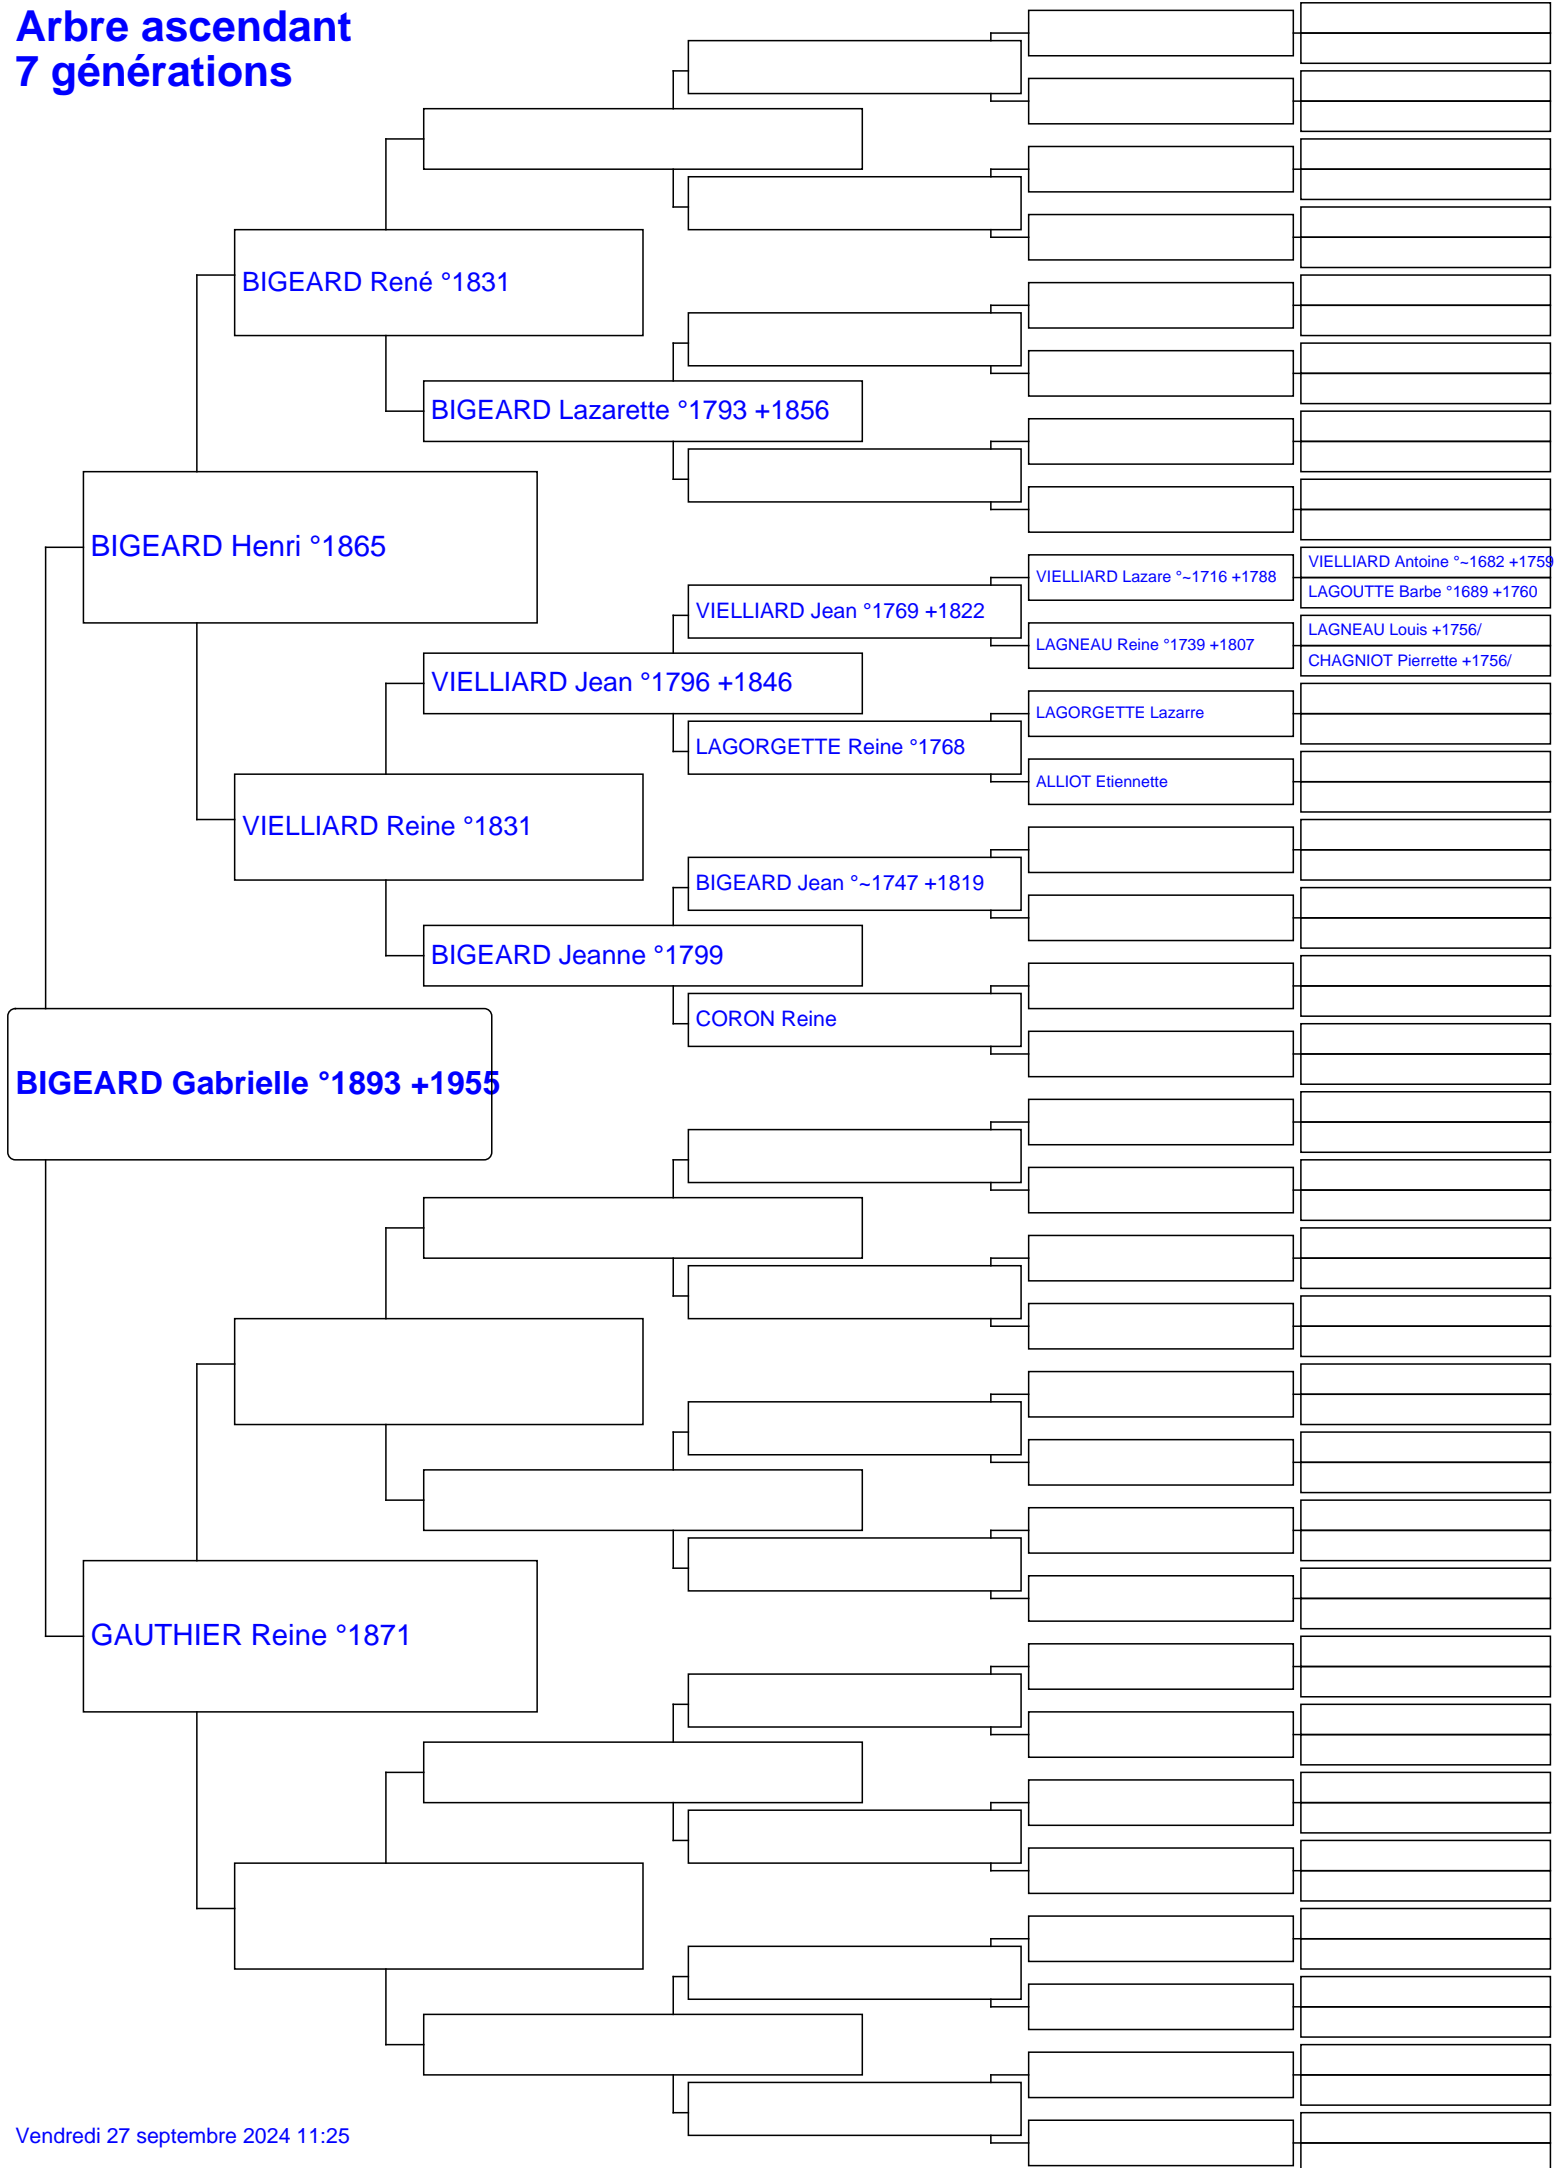 Arbre ascendant
7 générations
BIGEARD René °1831
BIGEARD Lazarette °1793 +1856
BIGEARD Henri °1865
VIELLIARD Antoine °~1682 +1759
VIELLIARD Lazare °~1716 +1788
LAGOUTTE Barbe °1689 +1760
VIELLIARD Jean °1769 +1822
LAGNEAU Louis +1756/
LAGNEAU Reine °1739 +1807
CHAGNIOT Pierrette +1756/
VIELLIARD Jean °1796 +1846
LAGORGETTE Lazarre
LAGORGETTE Reine °1768
ALLIOT Etiennette
VIELLIARD Reine °1831
BIGEARD Jean °~1747 +1819
BIGEARD Jeanne °1799
CORON Reine
BIGEARD Gabrielle °1893 +1955
GAUTHIER Reine °1871
Vendredi 27 septembre 2024 11:25